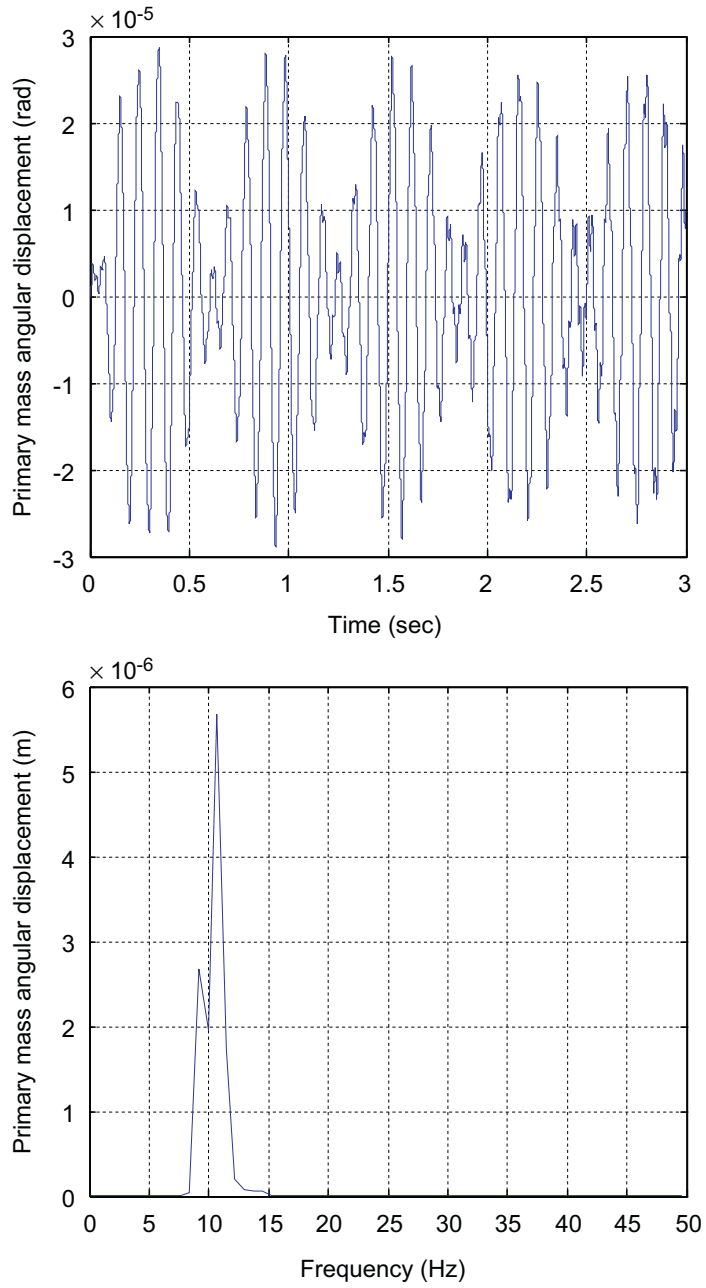 × 10-5
3
2
1
0
-1
-2
-3
Primary mass angular displacement (rad)
0 0.5 1 1.5 2 2.5 3
Time (sec)
× 10-6
6
5
4
3
2
1
0
Primary mass angular displacement (m)
0 5 10 15 20 25 30 35 40 45 50
Frequency (Hz)